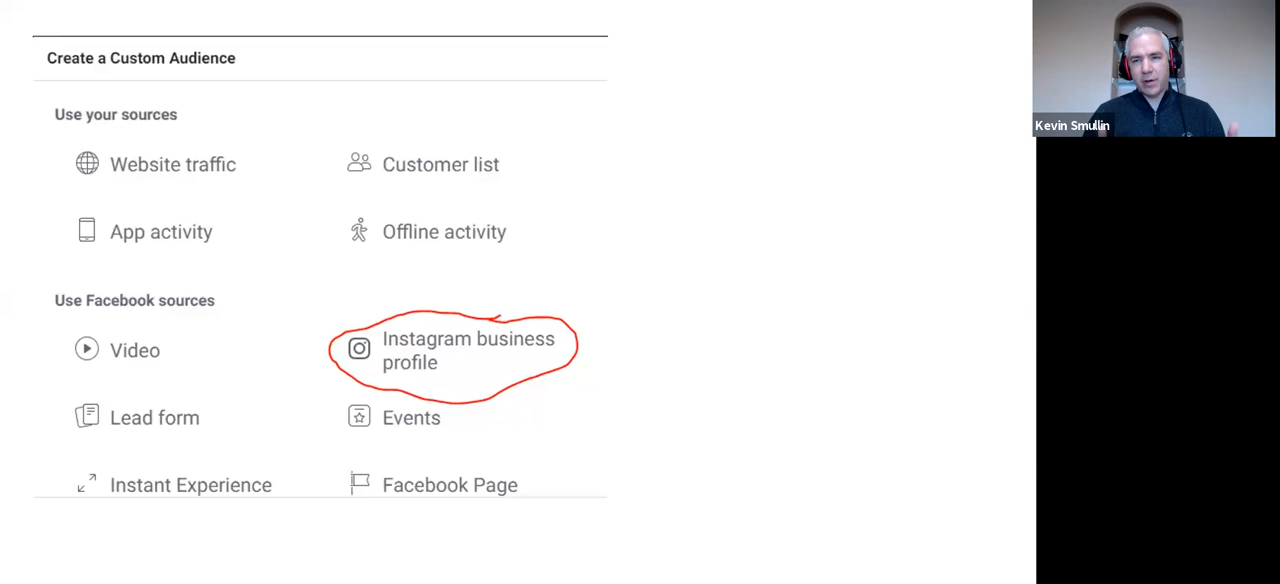 Create a Custom Audience
Use your sources
Website traffic
Customer list
App activity
Offline activity
Use Facebook sources
Video
Instagram business
profile
Lead form
Events
Instant Experience
Facebook Page
Kevin Smullin